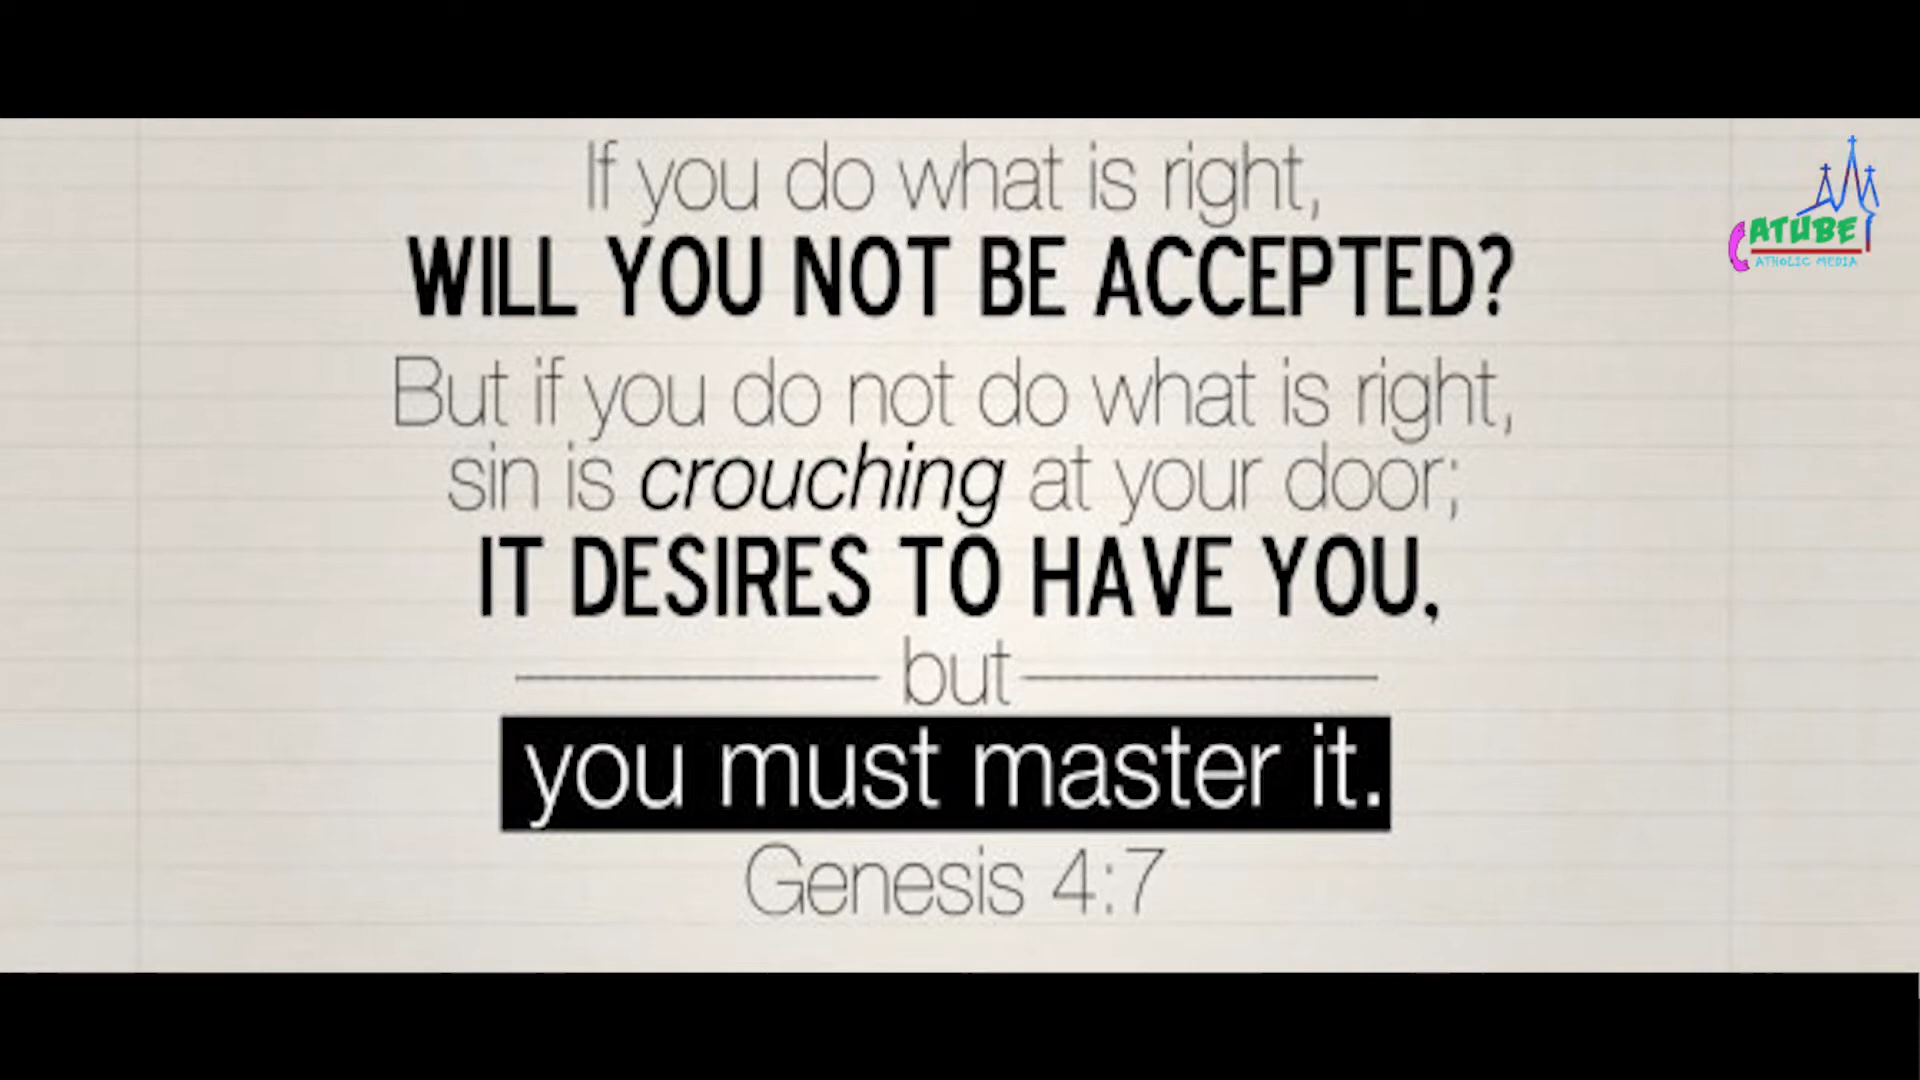 If you do what is right,
WILL YOU NOT BE ACCEPTED?
But if you do not do what is right,
sin is crouching at your door;
IT DESIRES TO HAVE YOU,
but
you must master it.
Genesis 4:7
CATUBE
CATHOLIC MEDIA